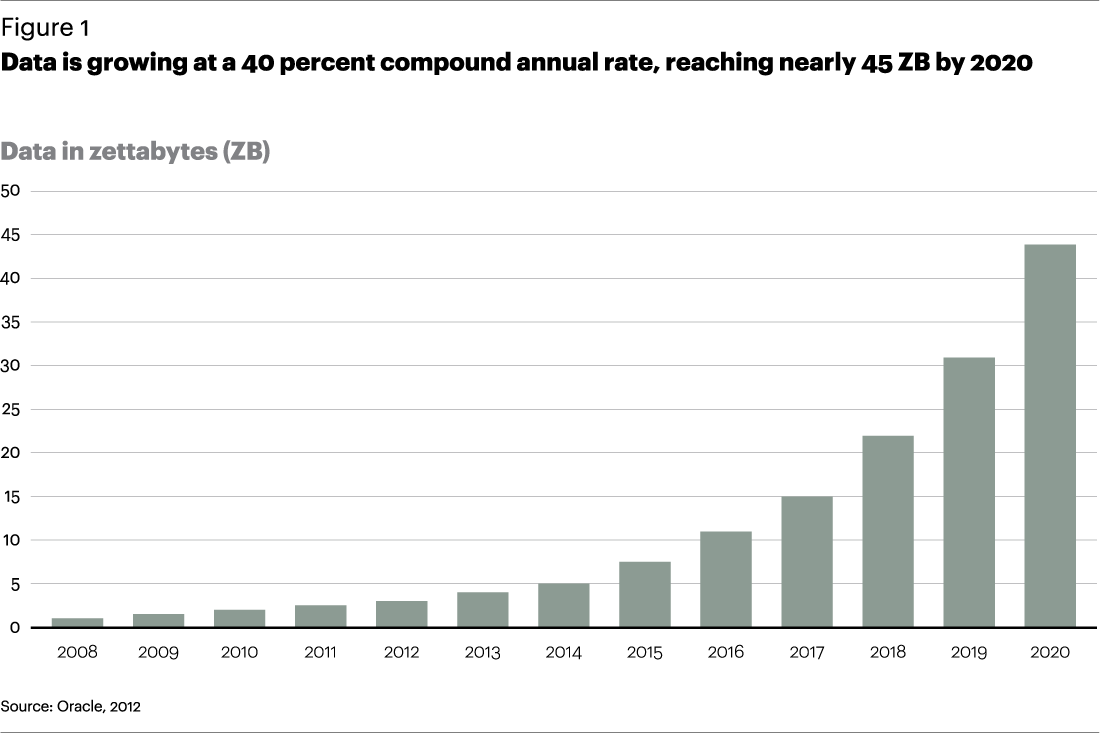 Figure 1
Data is growing at a 40 percent compound annual rate, reaching nearly 45 ZB by 2020
Data in zettabytes (ZB)
50
45
40
35
30
25
20
15
10
5
0
2008 2009 2010 2011 2012 2013 2014 2015 2016 2017 2018 2019 2020
Source: Oracle, 2012